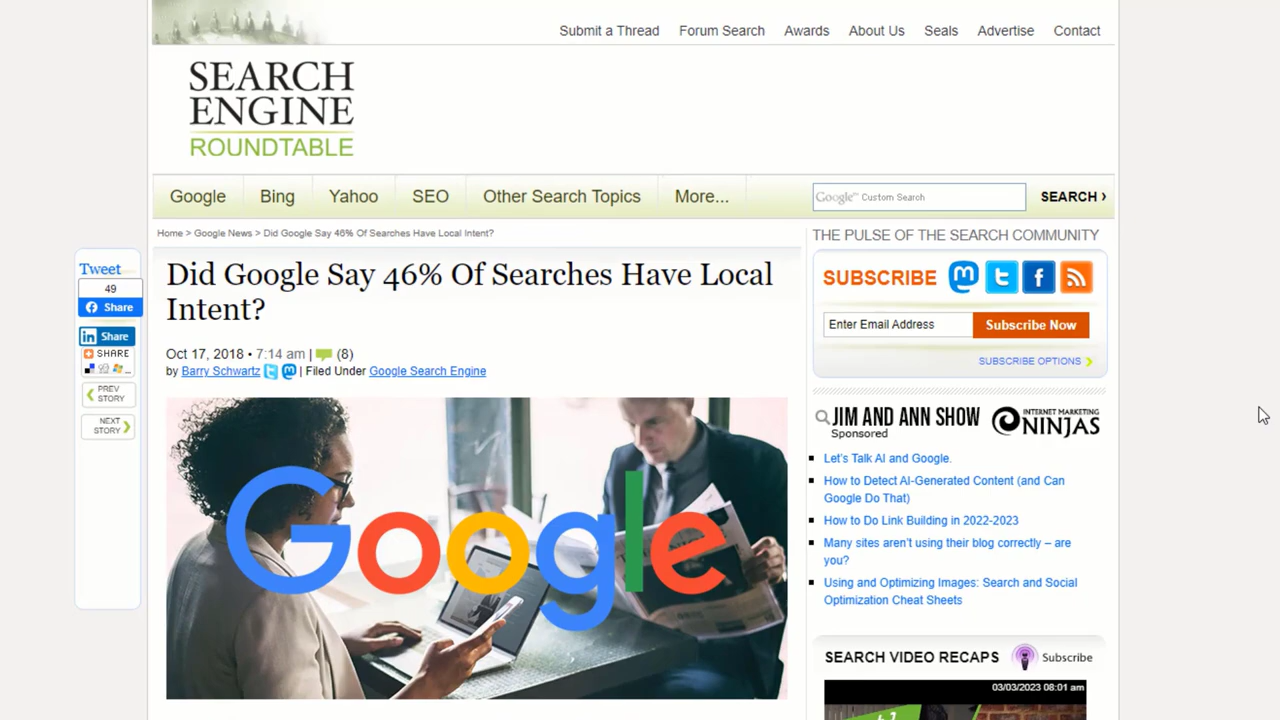 Submit a Thread Forum Search Awards About Us Seals Advertise Contact
SEARCH
ENGINE
ROUNDTABLE
Google Bing Yahoo SEO Other Search Topics More...
Google™ Custom Search
SEARCH ›
Home > Google News > Did Google Say 46% Of Searches Have Local Intent?
Tweet
49
Share
Share
SHARE
PREV
STORY
NEXT
STORY
Did Google Say 46% Of Searches Have Local
Intent?
Oct 17, 2018 • 7:14 am | (8)
by Barry Schwartz | Filed Under Google Search Engine
Google
THE PULSE OF THE SEARCH COMMUNITY
SUBSCRIBE
Enter Email Address Subscribe Now
SUBSCRIBE OPTIONS
JIM AND ANN SHOW
Sponsored
INTERNET MARKETING
NINJAS
Let's Talk AI and Google.
How to Detect AI-Generated Content (and Can
Google Do That)
How to Do Link Building in 2022-2023
Many sites aren't using their blog correctly – are
you?
Using and Optimizing Images: Search and Social
Optimization Cheat Sheets
SEARCH VIDEO RECAPS Subscribe
03/03/2023 08:01 am